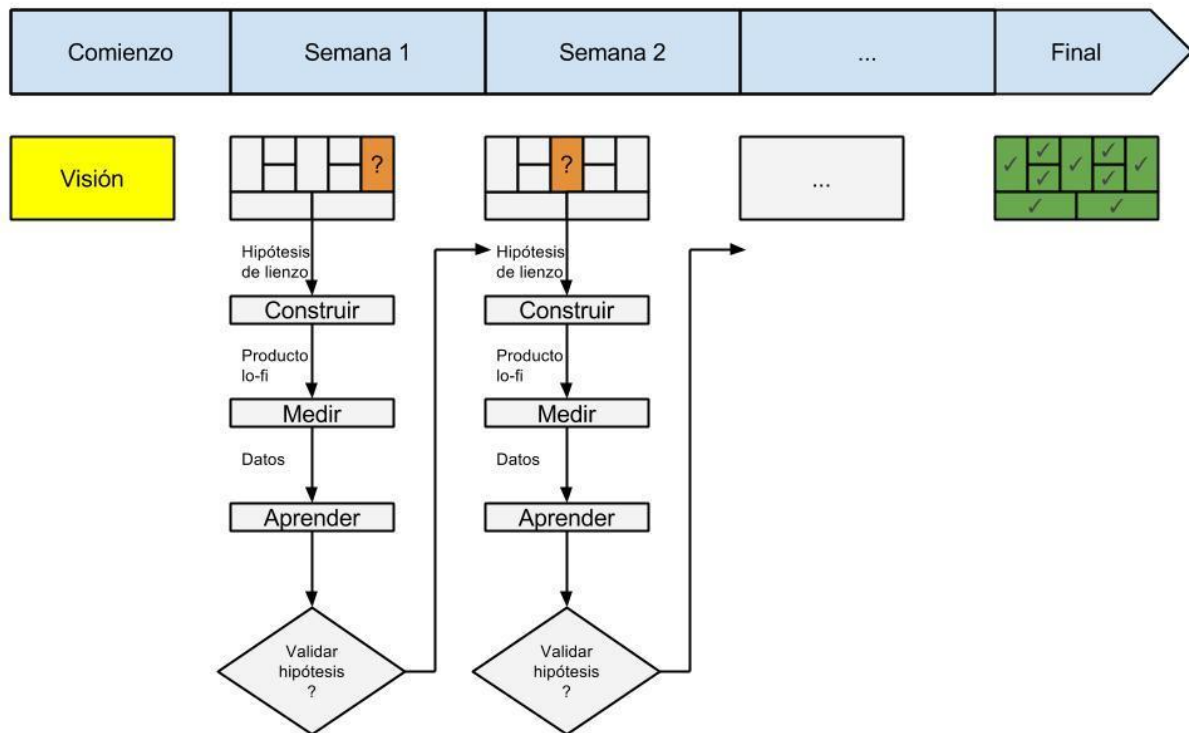 Comienzo
Semana 1
Semana 2
...
Final
Visión
?
?
...
✓ ✓ ✓ ✓ ✓
✓ ✓
✓ ✓
Hipótesis
de lienzo
Construir
Producto
lo-fi
Medir
Datos
Aprender
Validar
hipótesis
?
Hipótesis
de lienzo
Construir
Producto
lo-fi
Medir
Datos
Aprender
Validar
hipótesis
?